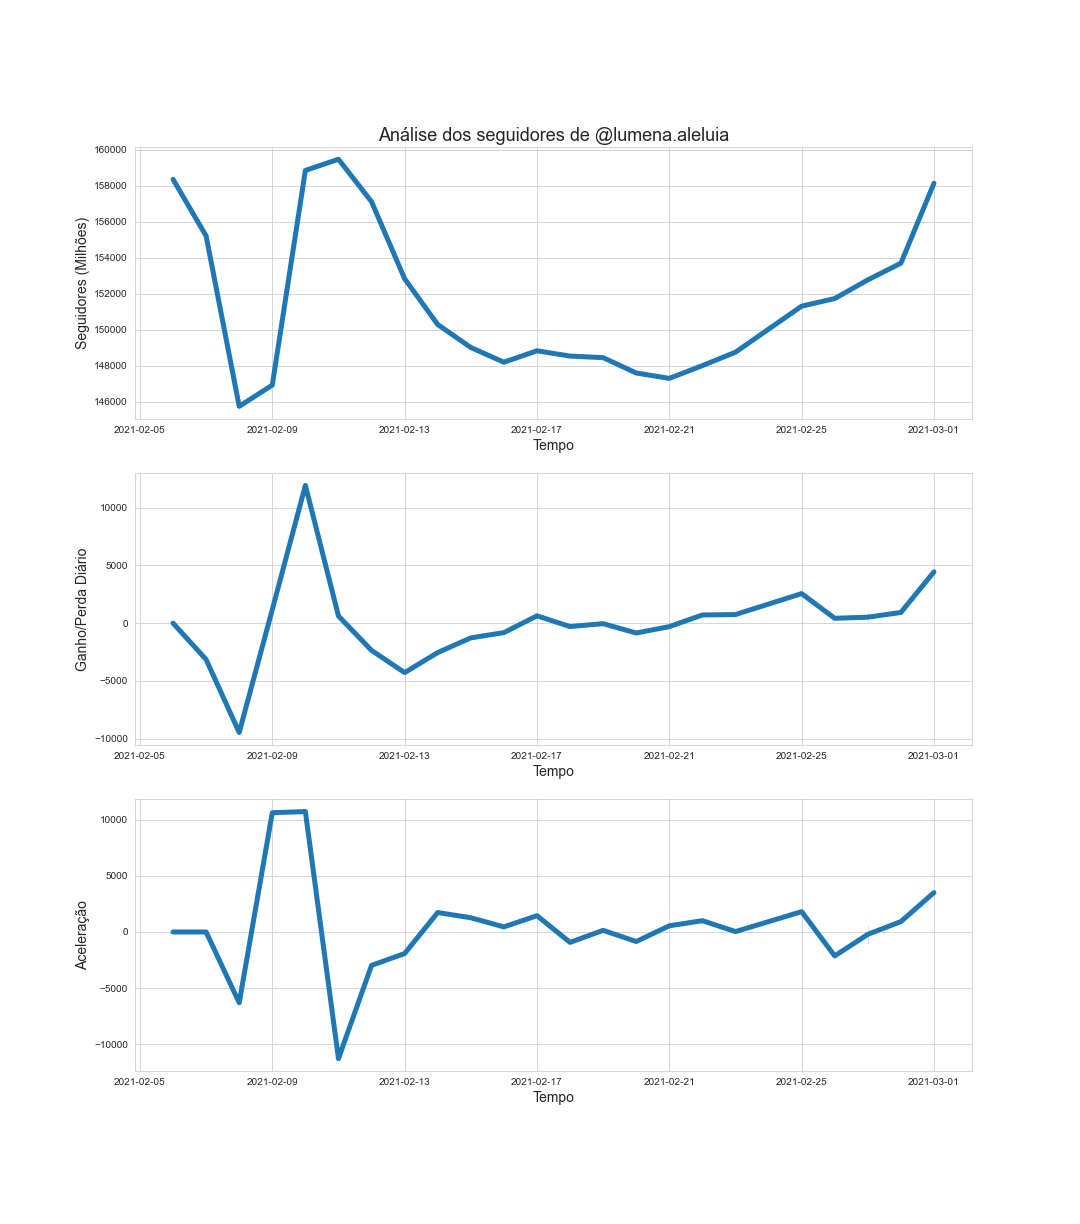 Análise dos seguidores de @lumena.aleluia
Seguidores (Milhões)
160000
158000
156000
154000
152000
150000
148000
146000
2021-02-05 2021-02-09 2021-02-13 2021-02-17 2021-02-21 2021-02-25 2021-03-01
Tempo
Ganho/Perda Diário
10000
5000
0
−5000
−10000
2021-02-05 2021-02-09 2021-02-13 2021-02-17 2021-02-21 2021-02-25 2021-03-01
Tempo
Aceleração
10000
5000
0
−5000
−10000
2021-02-05 2021-02-09 2021-02-13 2021-02-17 2021-02-21 2021-02-25 2021-03-01
Tempo